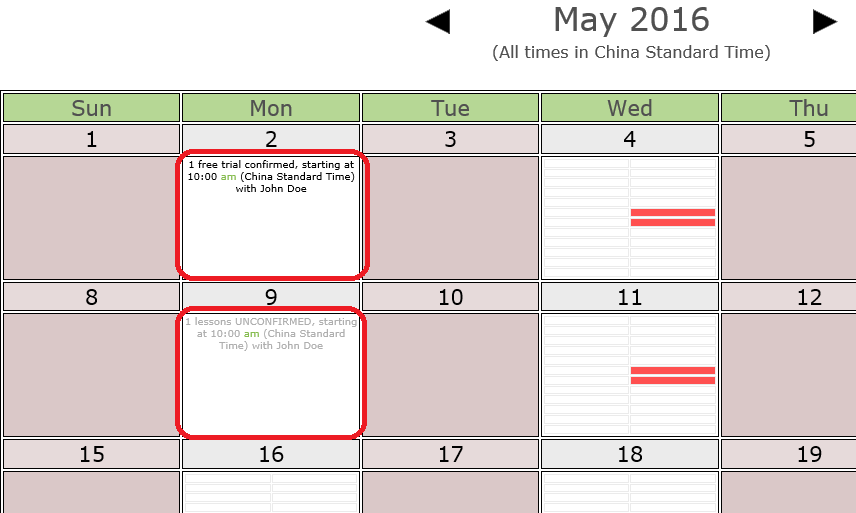 May 2016
(All times in China Standard Time)
Sun Mon Tue Wed Thu
1 2 3 4 5
1 free trial confirmed, starting at
10:00 am (China Standard Time)
with John Doe
8 9 10 11 12
1 lessons UNCONFIRMED, starting
at 10:00 am (China Standard
Time) with John Doe
15 16 17 18 19